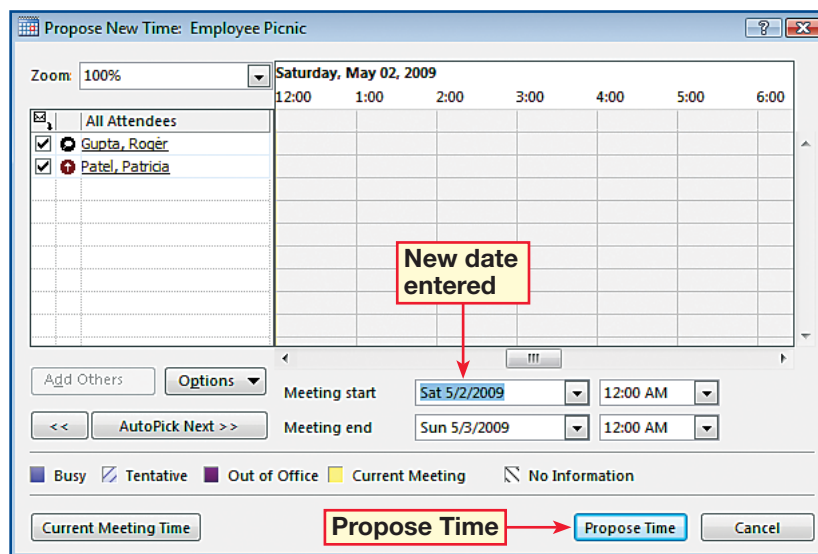 Propose New Time: Employee Picnic
Zoom: 100%
Saturday, May 02, 2009
12:00 1:00 2:00 3:00 4:00 5:00 6:00
All Attendees
Gupta, Roger
Patel, Patricia
New date
entered
Add Others Options
Meeting start Sat 5/2/2009 12:00 AM
<< AutoPick Next >>
Meeting end Sun 5/3/2009 12:00 AM
Busy Tentative Out of Office Current Meeting No Information
Current Meeting Time Propose Time Propose Time Cancel